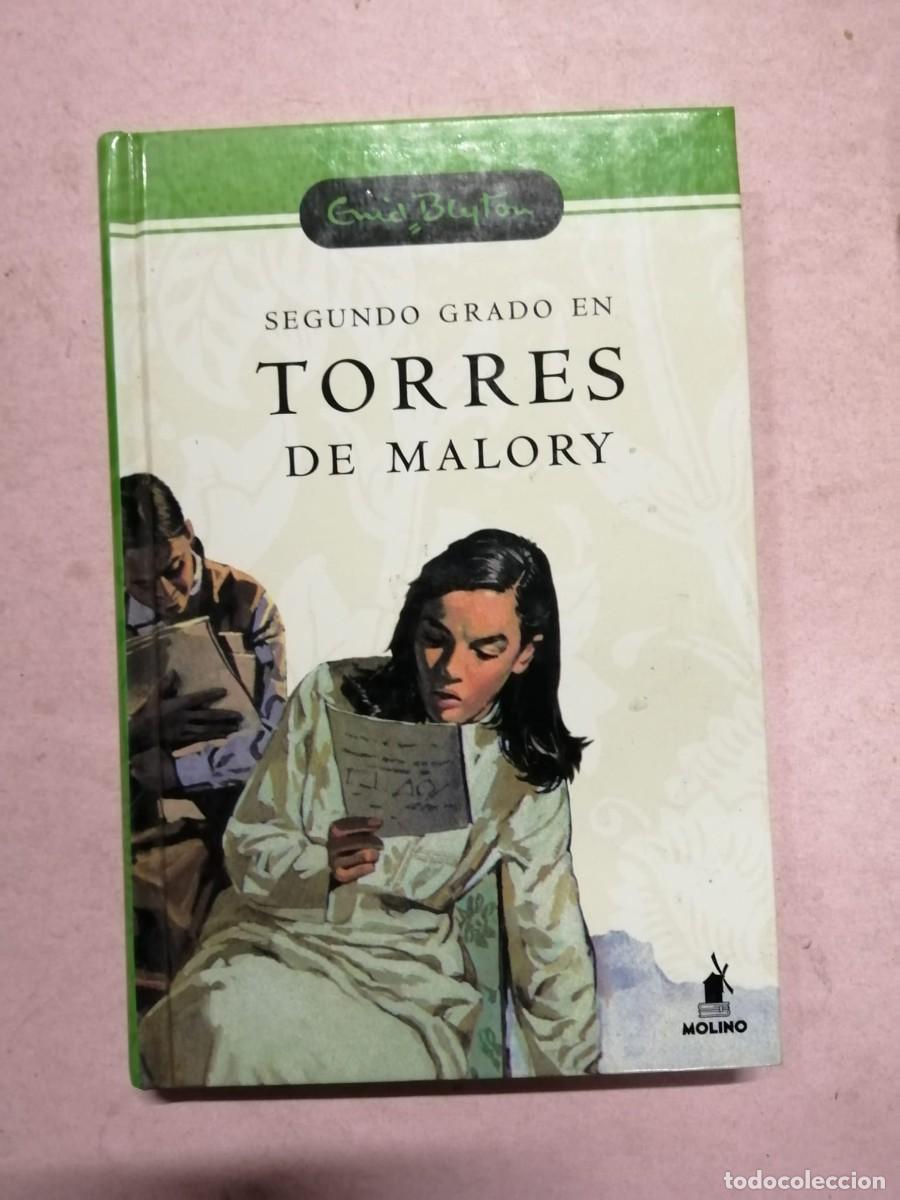 Enid Blyton
SEGUNDO GRADO EN
TORRES
DE MALORY
MOLINO
todocoleccion